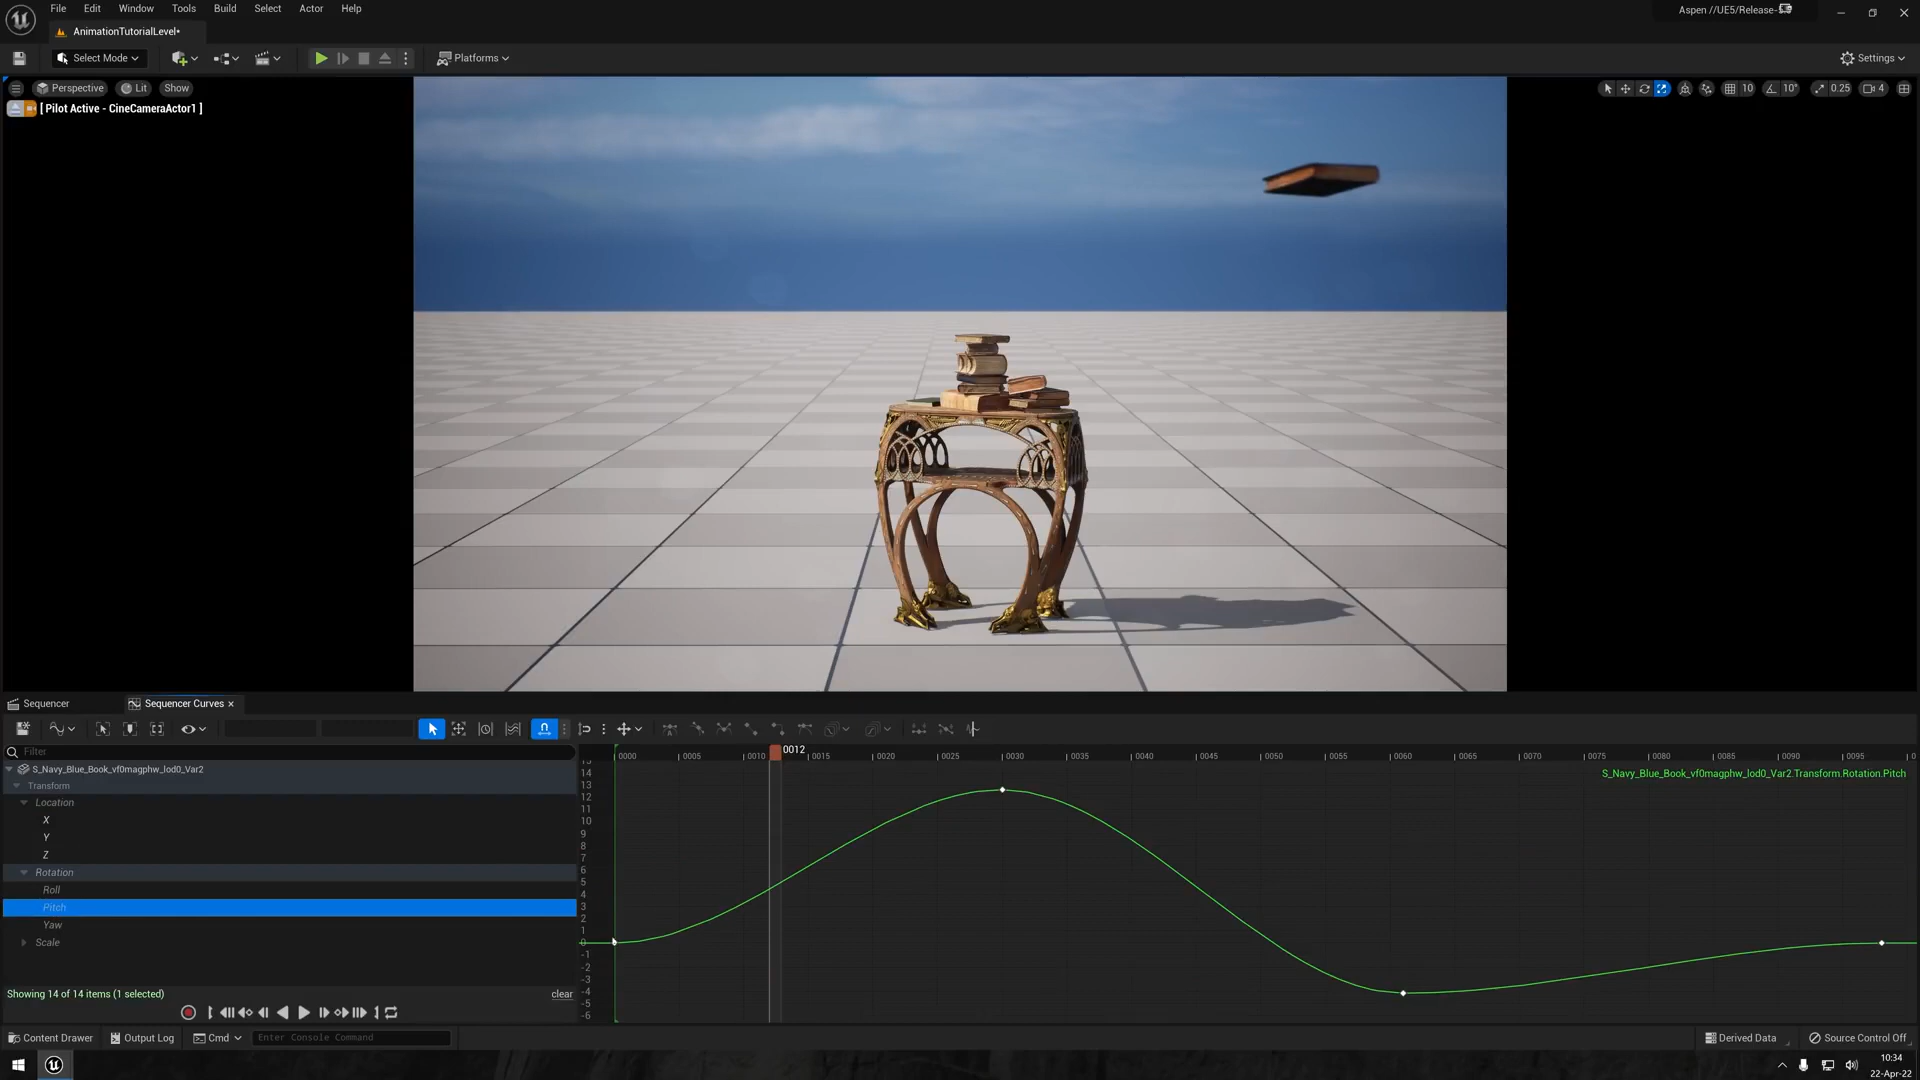 File Edit Window Tools Build Select Actor Help
Aspen //UE5/Release-
AnimationTutorialLevel*
Select Mode
Platforms
Settings
Perspective Lit Show
10 10° 0.25 4
[ Pilot Active - CineCameraActor1 ]
Sequencer
Sequencer Curves
Filter
0012
0000 0005 0010 0015 0020 0025 0030 0035 0040 0045 0050 0055 0060 0065 0070 0075 0080 0085 0090 0095 0
S_Navy_Blue_Book_vf0magphw_lod0_Var2
S_Navy_Blue_Book_vf0magphw_lod0_Var2.Transform.Rotation.Pitch
Transform
Location
X
Y
Z
Rotation
Roll
Pitch
Yaw
Scale
14
13
12
11
10
9
8
7
6
5
4
3
2
1
0
-1
-2
-3
-4
-5
-6
Showing 14 of 14 items (1 selected)
clear
Content Drawer
Output Log
Cmd
Enter Console Command
Derived Data
Source Control Off
10:34
22-Apr-22